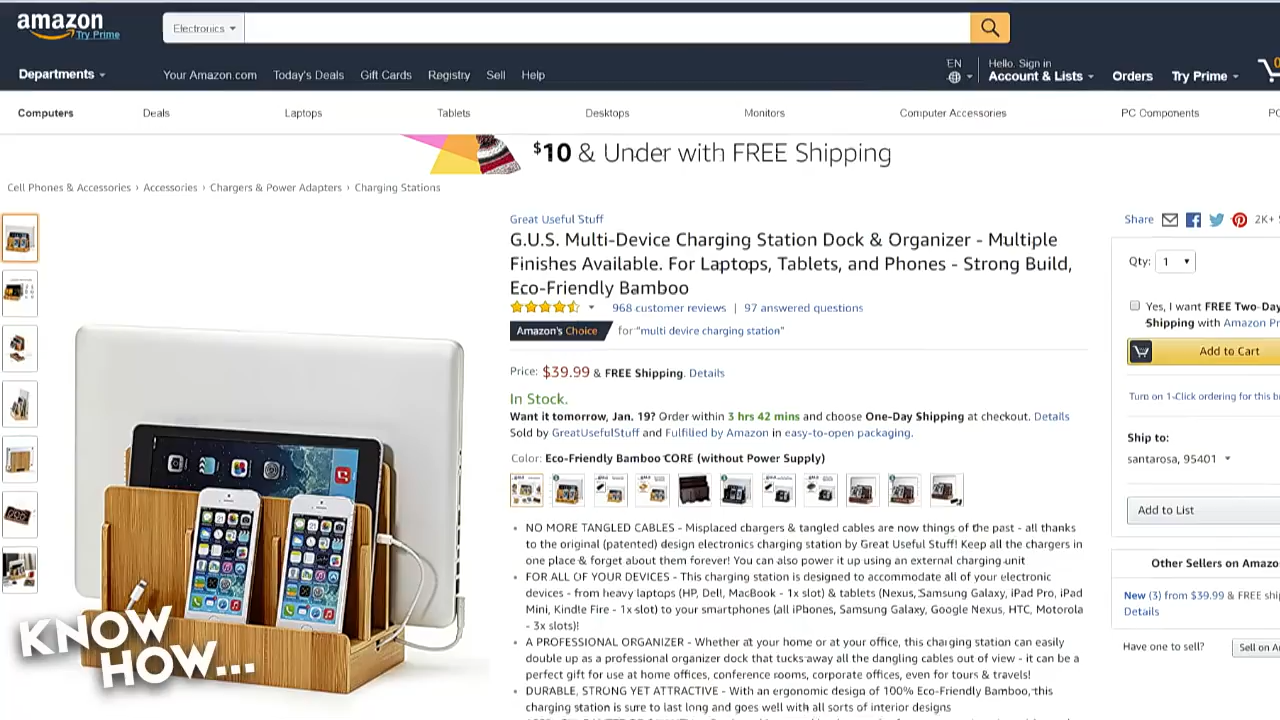 amazon
Try Prime
Electronics
Departments
Your Amazon.com
Today's Deals
Gift Cards
Registry
Sell
Help
EN
Hello. Sign in
Account & Lists
Orders
Try Prime
0
Computers
Deals
Laptops
Tablets
Desktops
Monitors
Computer Accessories
PC Components
PC
$10 & Under with FREE Shipping
Cell Phones & Accessories › Accessories › Chargers & Power Adapters › Charging Stations
Great Useful Stuff
G.U.S. Multi-Device Charging Station Dock & Organizer - Multiple
Finishes Available. For Laptops, Tablets, and Phones - Strong Build,
Eco-Friendly Bamboo
968 customer reviews | 97 answered questions
Amazon's Choice for "multi device charging station"
Price: $39.99 & FREE Shipping. Details
In Stock.
Want it tomorrow, Jan. 19? Order within 3 hrs 42 mins and choose One-Day Shipping at checkout. Details
Sold by GreatUsefulStuff and Fulfilled by Amazon in easy-to-open packaging.
Color: Eco-Friendly Bamboo CORE (without Power Supply)
• NO MORE TANGLED CABLES - Misplaced chargers & tangled cables are now things of the past - all thanks
to the original (patented) design electronics charging station by Great Useful Stuff! Keep all the chargers in
one place & forget about them forever! You can also power it up using an external charging unit
• FOR ALL OF YOUR DEVICES - This charging station is designed to accommodate all of your electronic
devices - from heavy laptops (HP, Dell, MacBook - 1x slot) & tablets (Nexus, Samsung Galaxy, iPad Pro, iPad
Mini, Kindle Fire - 1x slot) to your smartphones (all iPhones, Samsung Galaxy, Google Nexus, HTC, Motorola
- 3x slots)!
• A PROFESSIONAL ORGANIZER - Whether at your home or at your office, this charging station can easily
double up as a professional organizer dock that tucks away all the dangling cables out of view - it can be a
perfect gift for use at home offices, conference rooms, corporate offices, even for tours & travels!
• DURABLE, STRONG YET ATTRACTIVE - With an ergonomic design of 100% Eco-Friendly Bamboo, this
charging station is sure to last long and goes well with all sorts of interior designs
Share
2K+
Qty: 1
Yes, I want FREE Two-Day
Shipping with Amazon Pr
Add to Cart
Turn on 1-Click ordering for this b
Ship to:
santarosa, 95401
Add to List
Other Sellers on Amazo
New (3) from $39.99 & FREE shi
Details
Have one to sell?
Sell on A
KNOW
HOW...